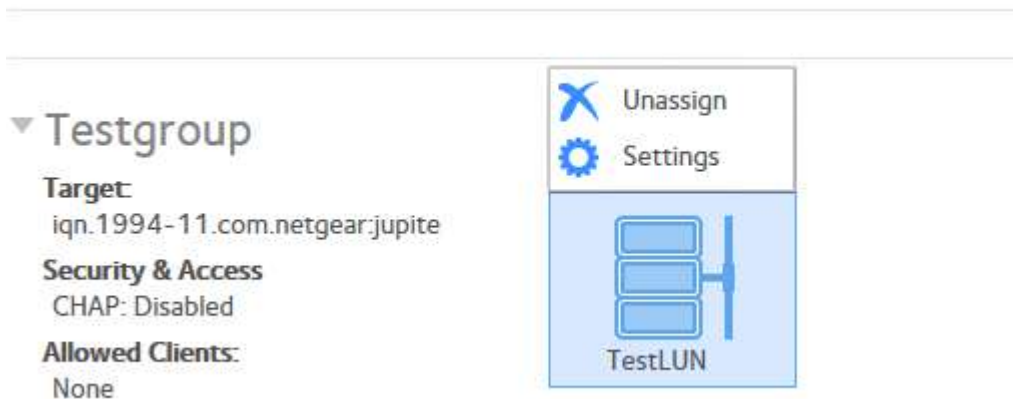 Testgroup
Target:
iqn.1994-11.com.netgear:jupite
Security & Access
CHAP: Disabled
Allowed Clients:
None
Unassign
Settings
TestLUN